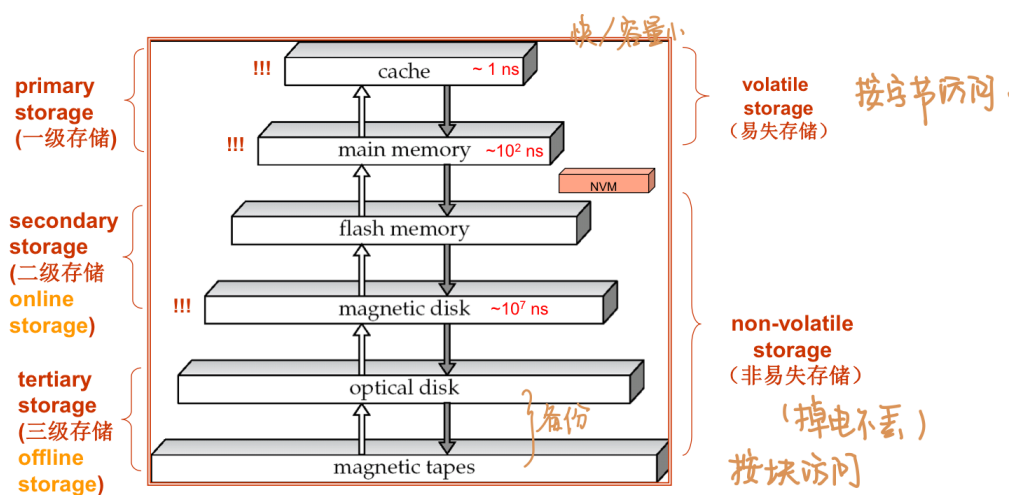 快/容量小
primary
storage
(一级存储)
!!!
cache
~ 1 ns
volatile
storage
（易失存储）
按字节访问
!!!
main memory
~10² ns
NVM
secondary
storage
(二级存储
online
storage)
flash memory
!!!
magnetic disk
~10⁷ ns
non-volatile
storage
（非易失存储）
(掉电不丢)
按块访问
tertiary
storage
(三级存储
offline
storage)
optical disk
备份
magnetic tapes